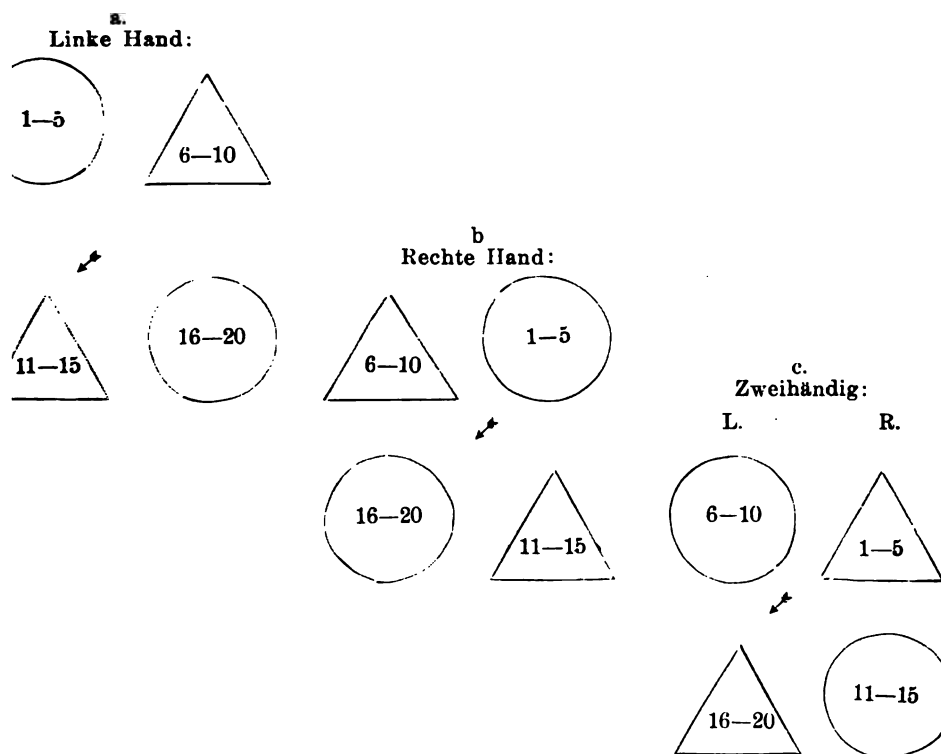 a.
Linke Hand:
1—5
6—10
11—15
16—20
b
Rechte Hand:
6—10
1—5
16—20
11—15
c.
Zweihändig:
L. R.
6—10
1—5
16—20
11—15